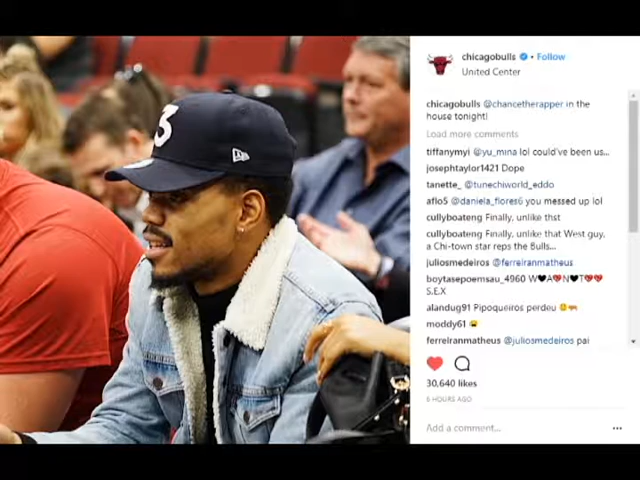 3
chicagobulls • Follow
United Center
chicagobulls @chancetherapper in the
house tonight!
Load more comments
tiffanymyi @yu_mina lol could've been us...
josephtaylor1421 Dope
tanette_ @tunechiworld_eddo
aflo5 @daniela_flores6 you messed up lol
cullyboateng Finally, unlike thst
cullyboateng Finally, unlike that West guy,
a Chi-town star reps the Bulls...
juliosmedeiros @ferreiranmatheus
boytasepoemsau_4960 W❤A💖N❤T💖💖
S.E.X
alandug91 Pipoqueiros perdeu
moddy61
ferreiranmatheus @juliosmedeiros pai
30,640 likes
6 HOURS AGO
Add a comment...